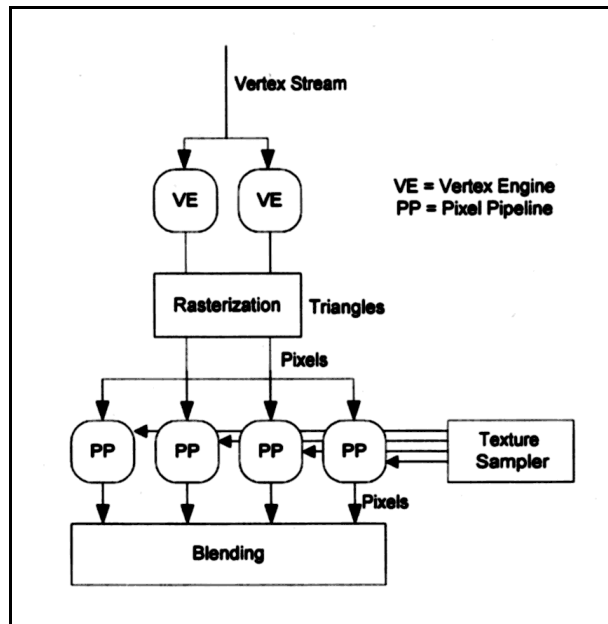 Vertex Stream
VE VE
VE = Vertex Engine
PP = Pixel Pipeline
Rasterization
Triangles
Pixels
PP PP PP PP
Texture
Sampler
Pixels
Blending